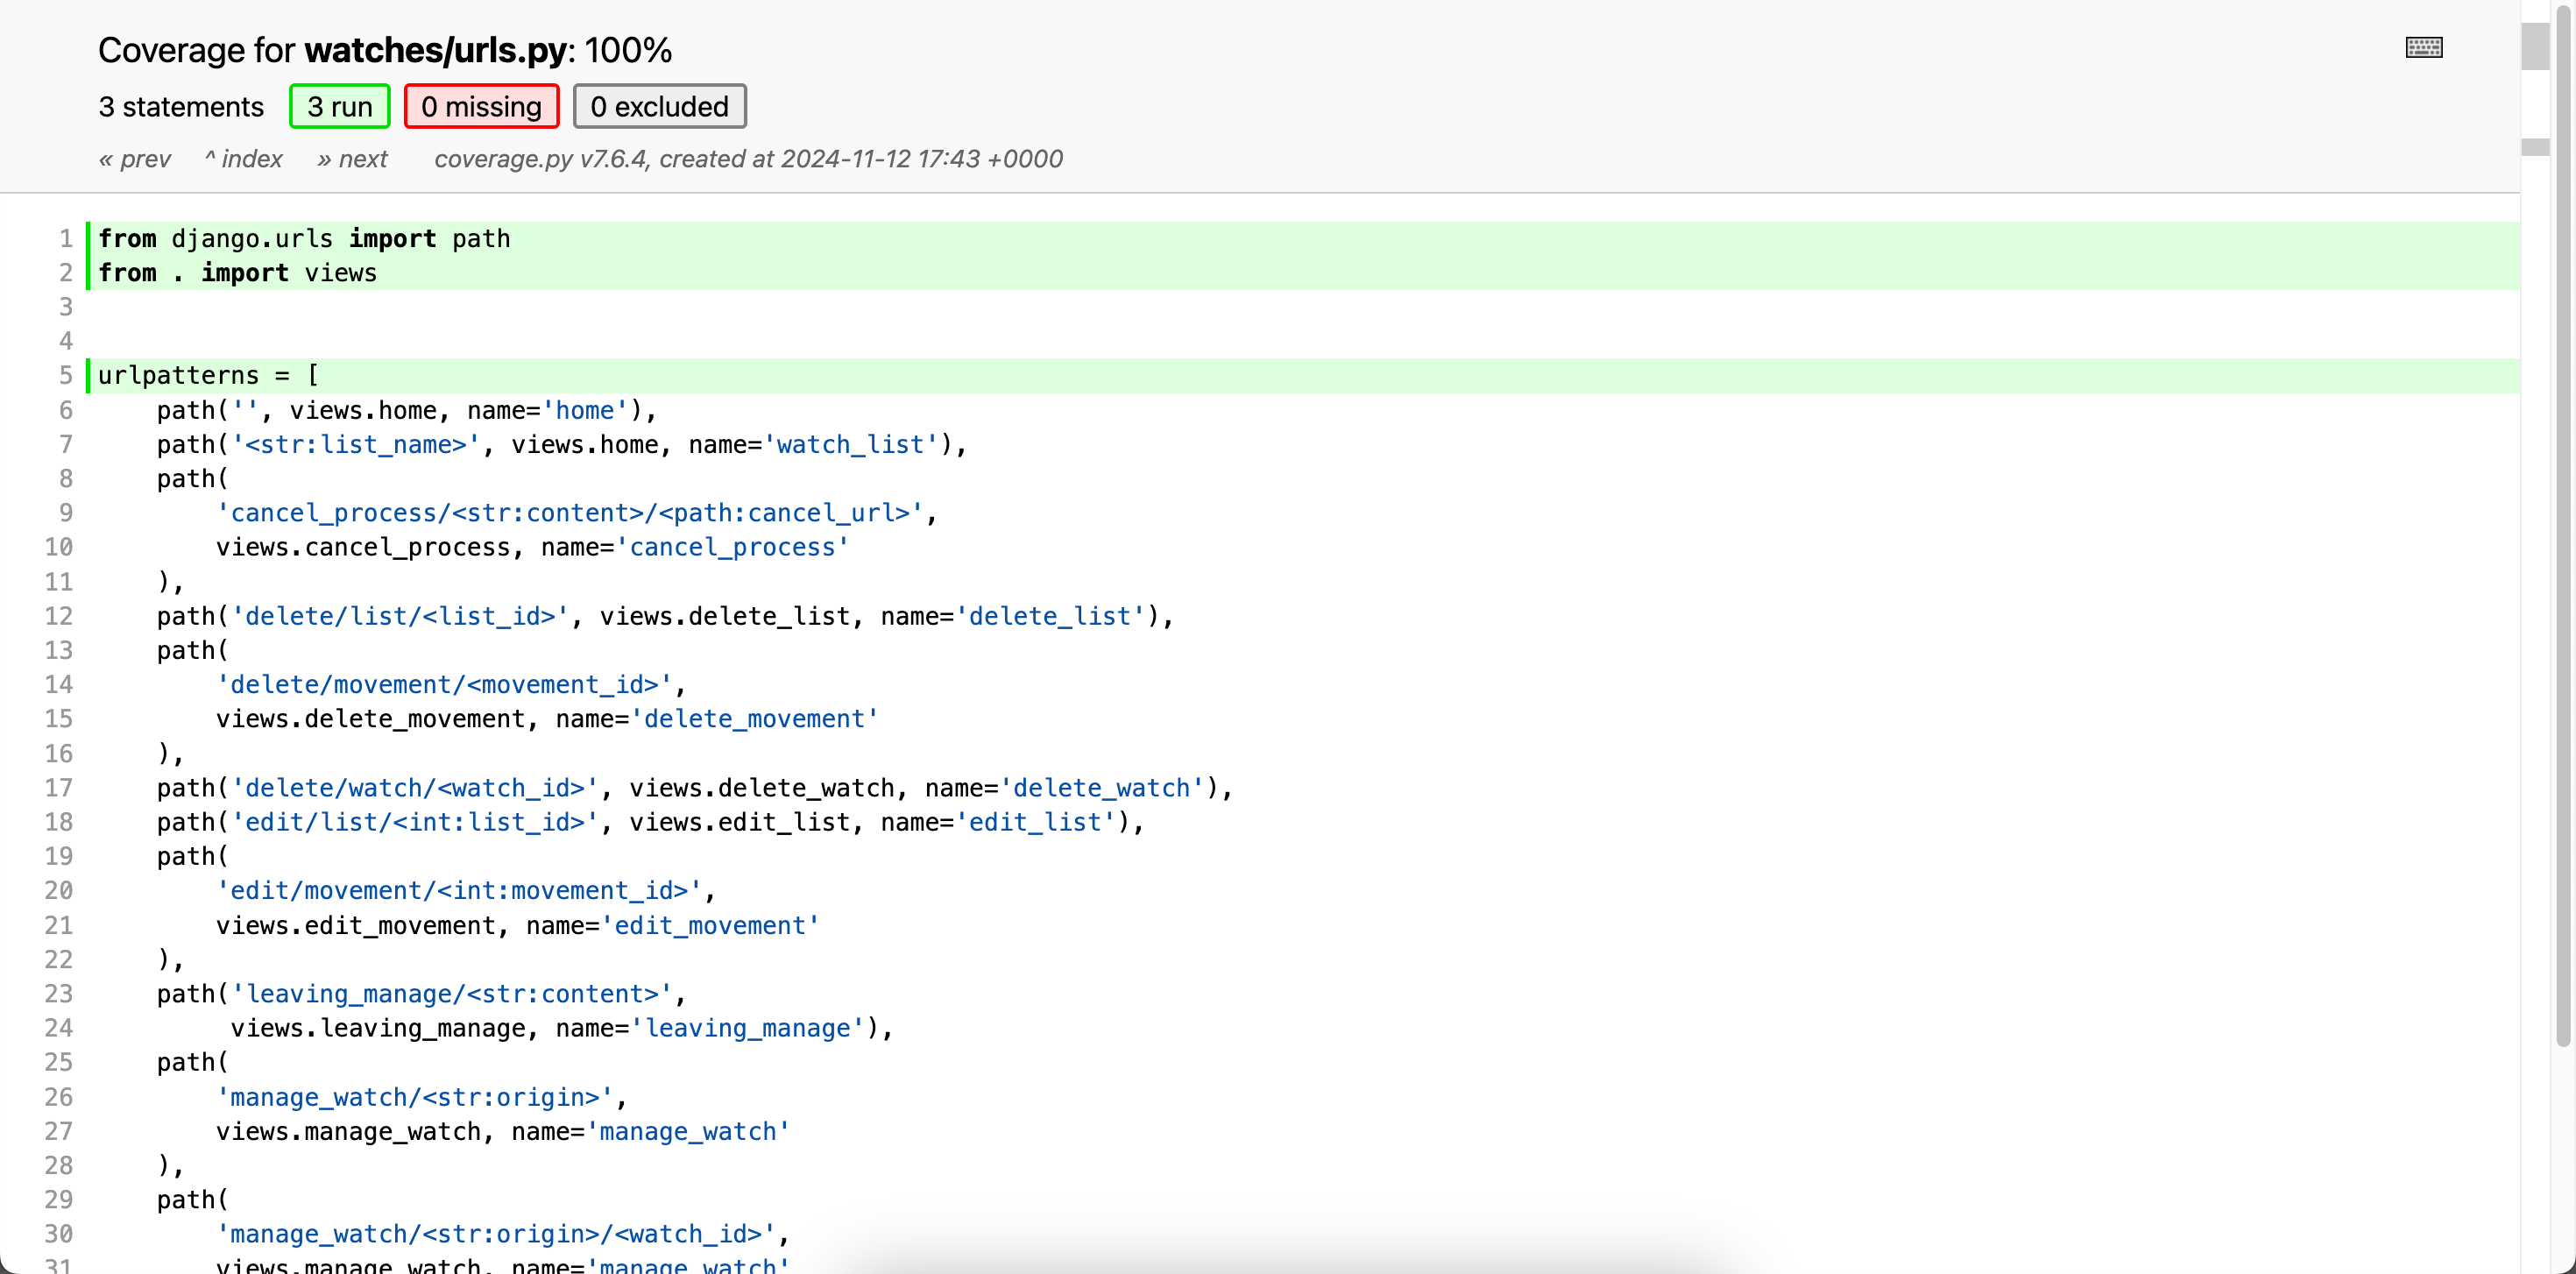 Coverage for watches/urls.py: 100%
3 statements 3 run 0 missing 0 excluded
« prev ^ index » next coverage.py v7.6.4, created at 2024-11-12 17:43 +0000
1 from django.urls import path
2 from . import views
3
4
5 urlpatterns = [
6 path('', views.home, name='home'),
7 path('<str:list_name>', views.home, name='watch_list'),
8 path(
9 'cancel_process/<str:content>/<path:cancel_url>',
10 views.cancel_process, name='cancel_process'
11 ),
12 path('delete/list/<list_id>', views.delete_list, name='delete_list'),
13 path(
14 'delete/movement/<movement_id>',
15 views.delete_movement, name='delete_movement'
16 ),
17 path('delete/watch/<watch_id>', views.delete_watch, name='delete_watch'),
18 path('edit/list/<int:list_id>', views.edit_list, name='edit_list'),
19 path(
20 'edit/movement/<int:movement_id>',
21 views.edit_movement, name='edit_movement'
22 ),
23 path('leaving_manage/<str:content>',
24 views.leaving_manage, name='leaving_manage'),
25 path(
26 'manage_watch/<str:origin>',
27 views.manage_watch, name='manage_watch'
28 ),
29 path(
30 'manage_watch/<str:origin>/<watch_id>',
31 views.manage_watch, name='manage_watch'